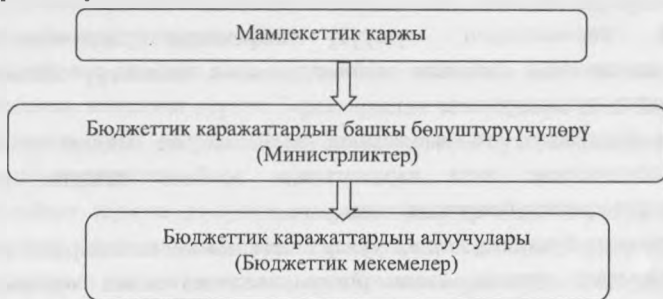 Мамлекеттик каржы
Бюджеттик каражаттардын башкы бөлүштүрүүчүлөрү
(Министрликтер)
Бюджеттик каражаттардын алуучулары
(Бюджеттик мекемелер)